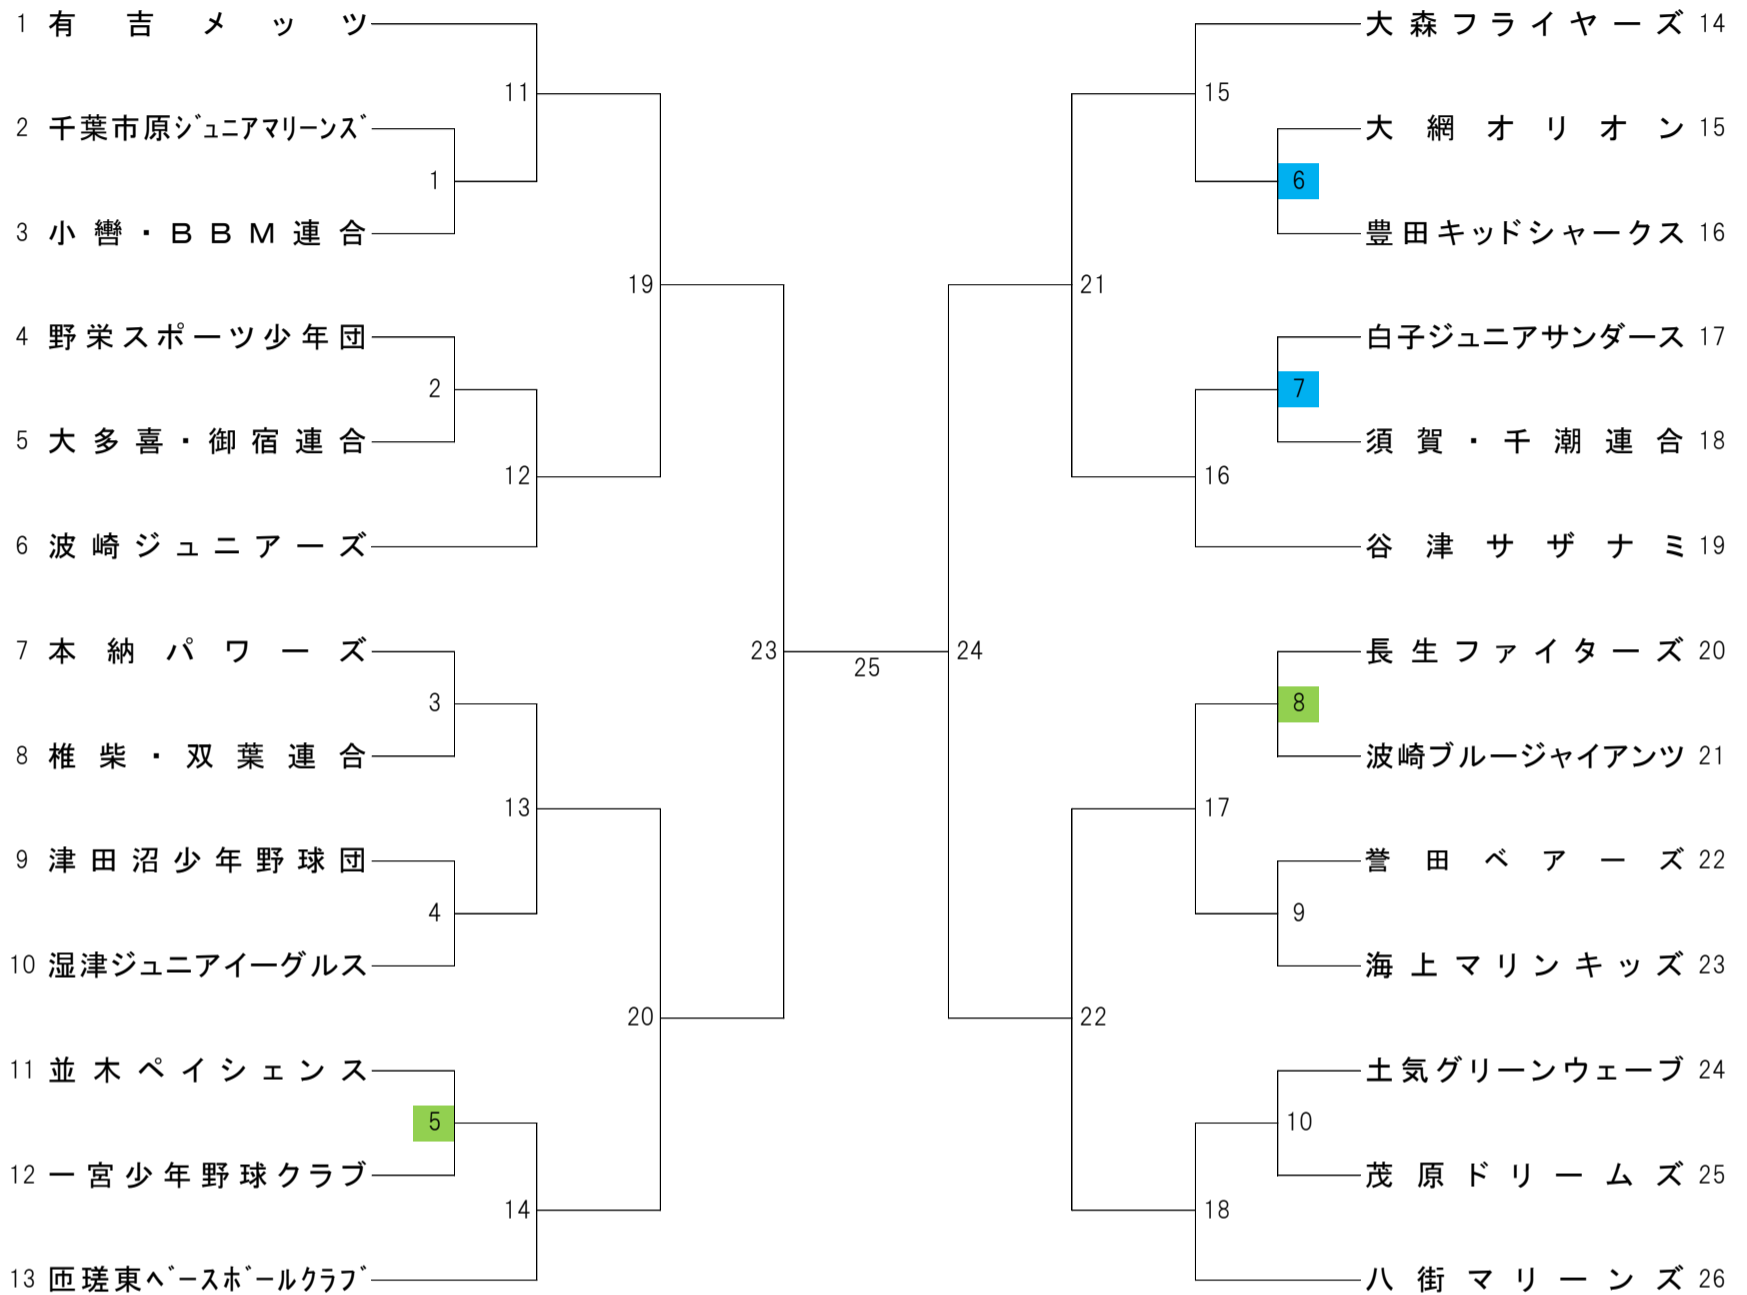 1 有吉メッツ
大森フライヤーズ 14
11
15
2 千葉市原ジュニアマリーンズ
大網オリオン 15
1
6
3 小轡・BBM連合
豊田キッドシャークス 16
19
21
4 野栄スポーツ少年団
白子ジュニアサンダース 17
2
7
5 大多喜・御宿連合
須賀・千潮連合 18
12
16
6 波崎ジュニアーズ
谷津サザナミ 19
7 本納パワーズ
23
25
24
長生ファイターズ 20
3
8
8 椎柴・双葉連合
波崎ブルージャイアンツ 21
13
17
9 津田沼少年野球団
誉田ベアーズ 22
4
9
10 湿津ジュニアイーグルス
海上マリンキッズ 23
20
22
11 並木ペイシェンス
土気グリーンウェーブ 24
5
10
12 一宮少年野球クラブ
茂原ドリームズ 25
14
18
13 匝瑳東ベースボールクラブ
八街マリーンズ 26